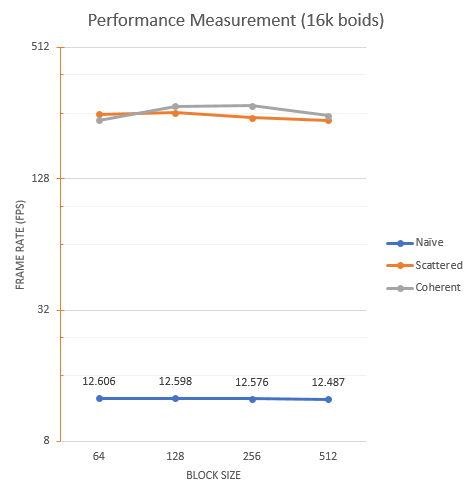 Performance Measurement (16k boids)
512
128
32
8
FRAME RATE (FPS)
12.606 12.598 12.576 12.487
64 128 256 512
BLOCK SIZE
Naïve
Scattered
Coherent